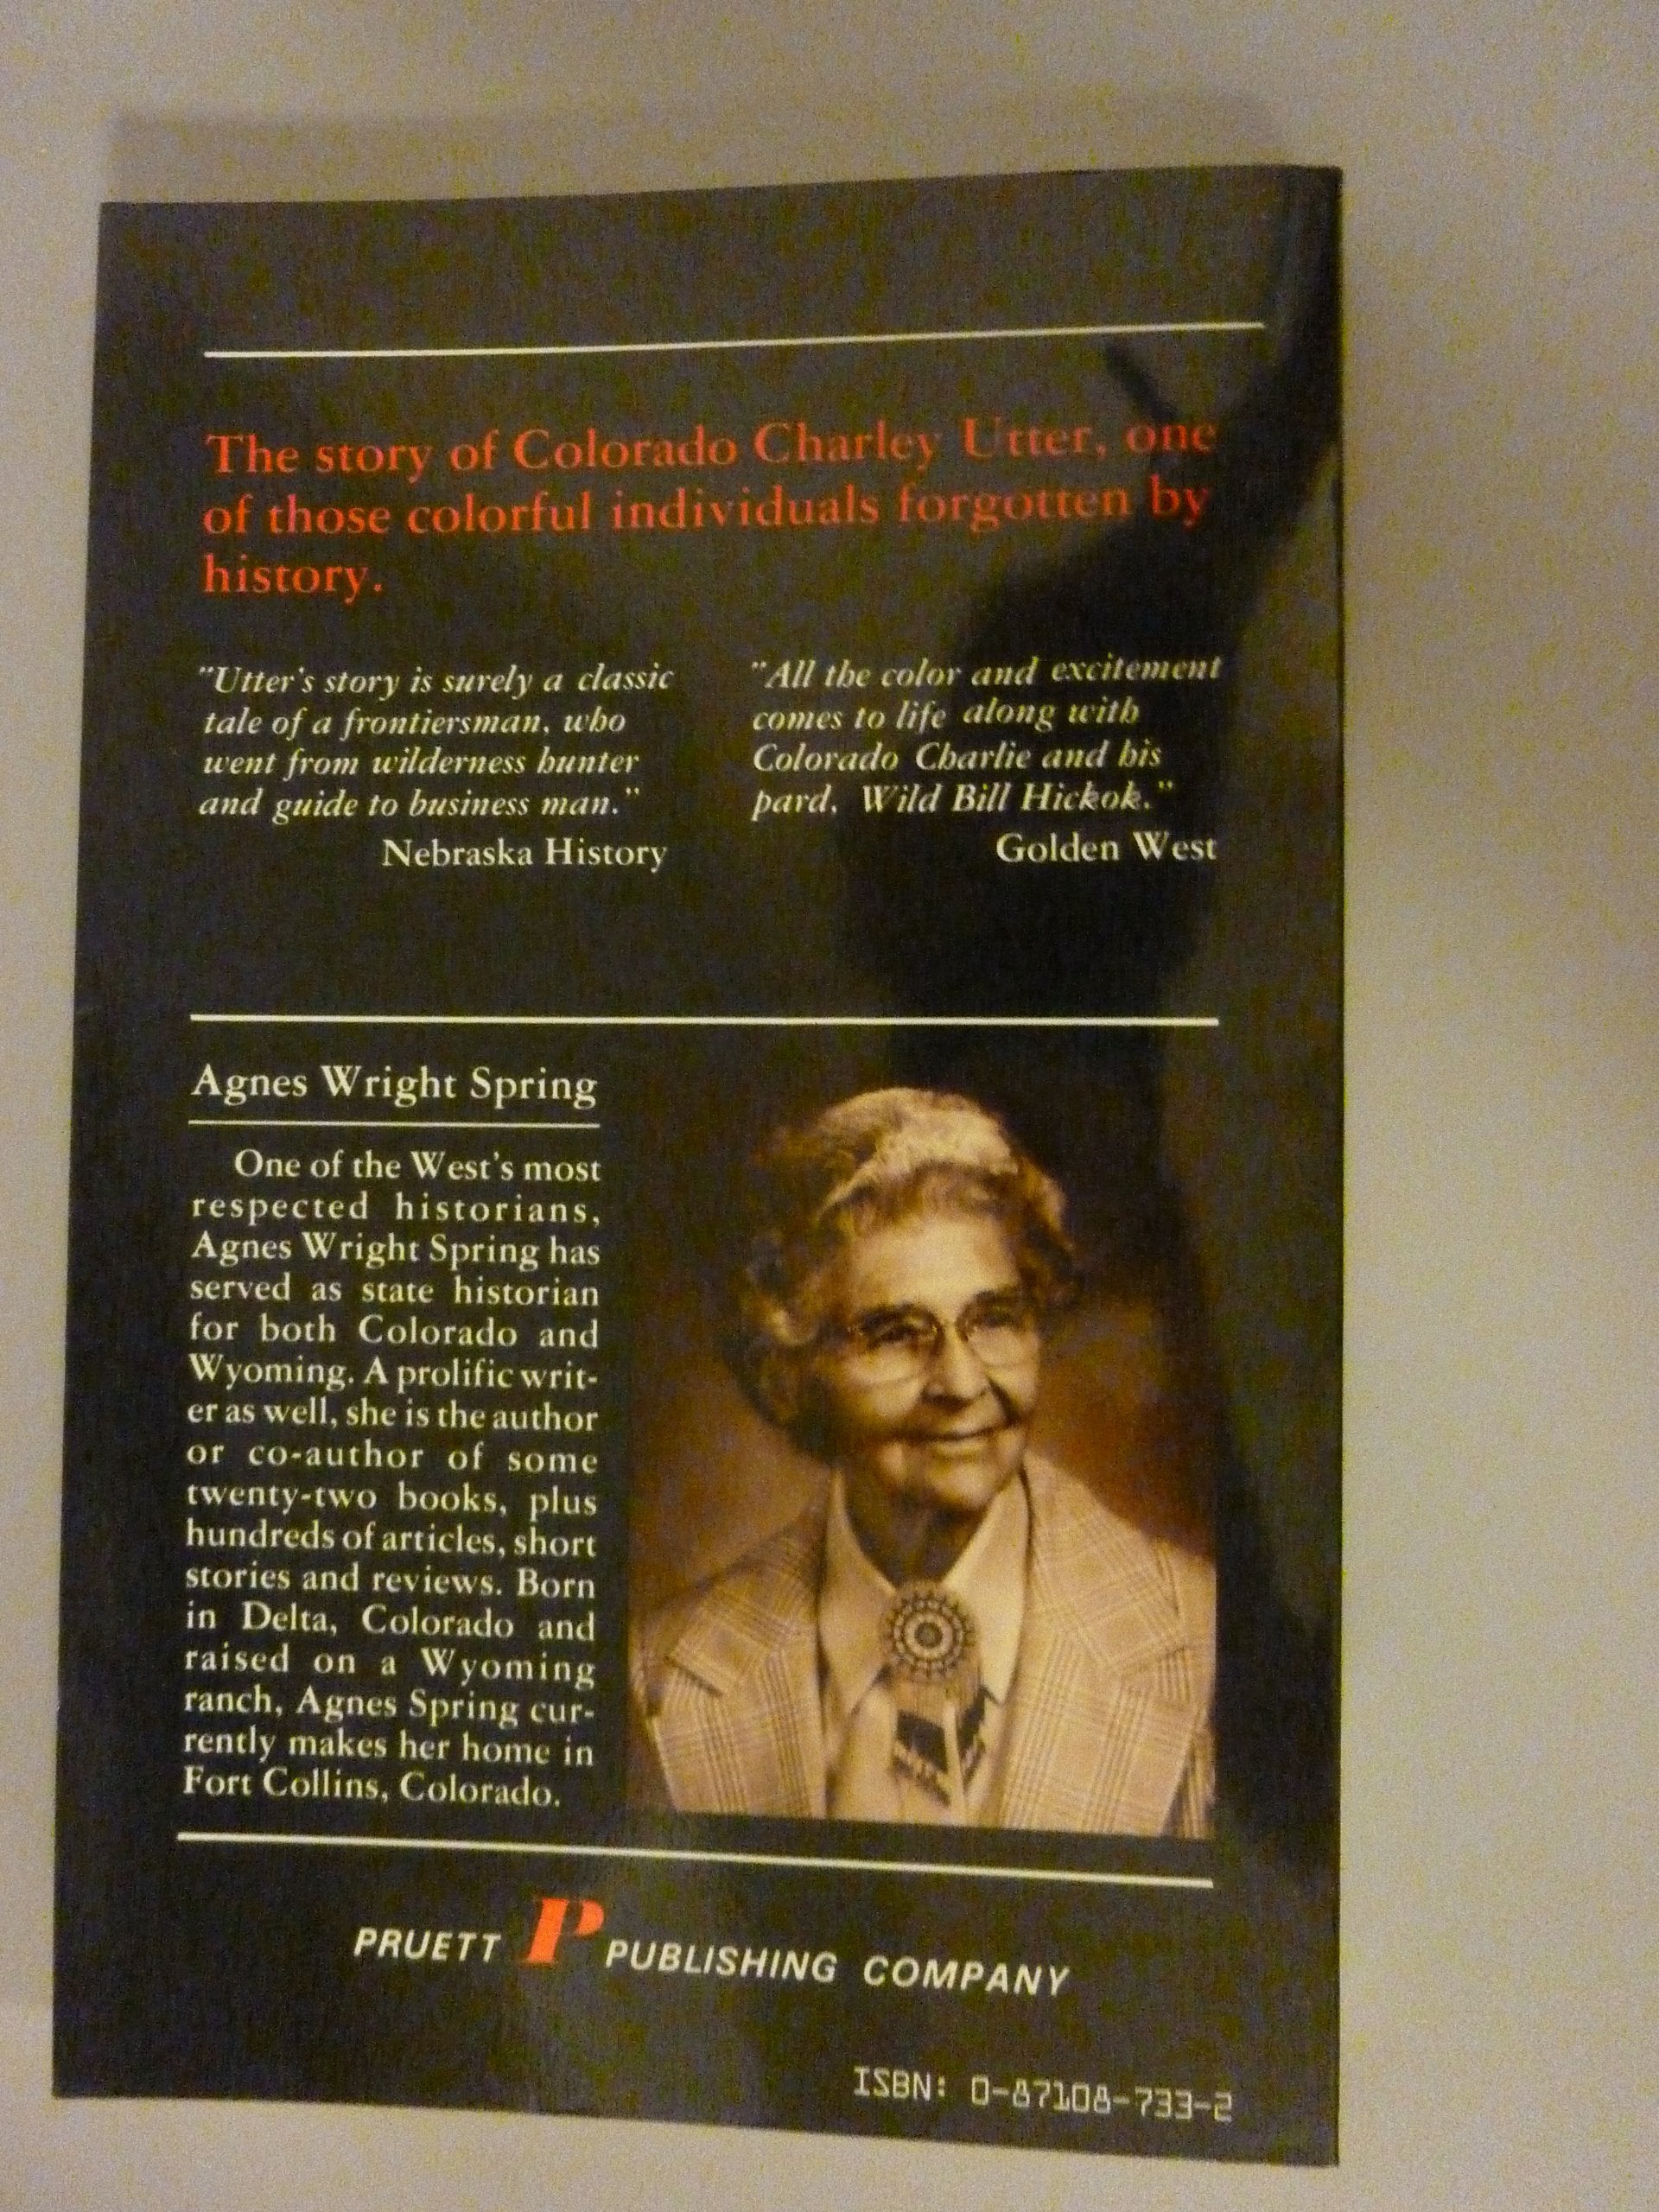 The story of Colorado Charley Utter, one
of those colorful individuals forgotten by
history.
"Utter's story is surely a classic
tale of a frontiersman, who
went from wilderness hunter
and guide to business man."
Nebraska History
"All the color and excitement
comes to life along with
Colorado Charlie and his
pard, Wild Bill Hickok."
Golden West
Agnes Wright Spring
One of the West's most
respected historians,
Agnes Wright Spring has
served as state historian
for both Colorado and
Wyoming. A prolific writ-
er as well, she is the author
or co-author of some
twenty-two books, plus
hundreds of articles, short
stories and reviews. Born
in Delta, Colorado and
raised on a Wyoming
ranch, Agnes Spring cur-
rently makes her home in
Fort Collins, Colorado.
PRUETT P PUBLISHING COMPANY
ISBN: 0-87108-733-2